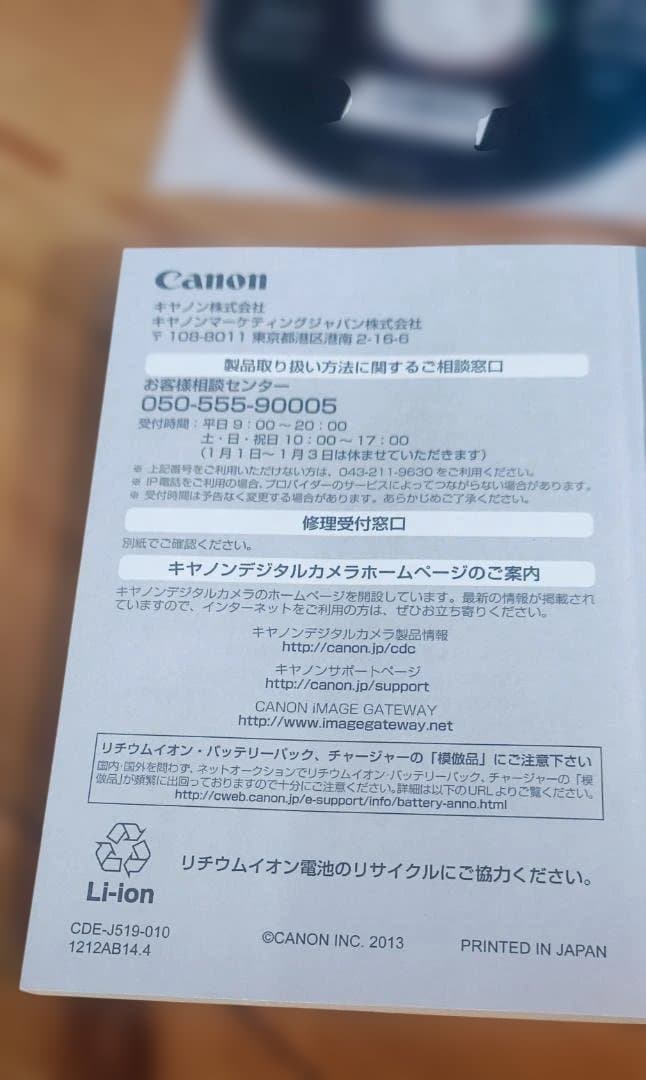 Canon
キヤノン株式会社
キヤノンマーケティングジャパン株式会社
〒108-8011 東京都港区港南 2-16-6
製品取り扱い方法に関するご相談窓口
お客様相談センター
050-555-90005
受付時間：平日 9：00 ～ 20：00
土・日・祝日 10：00 ～ 17：00
（1月1日～ 1月3日は休ませていただきます）
※ 上記番号をご利用いただけない方は、043-211-9630 をご利用ください。
※ IP電話をご利用の場合、プロバイダーのサービスによってつながらない場合があります。
※ 受付時間は予告なく変更する場合があります。あらかじめご了承ください。
修理受付窓口
別紙でご確認ください。
キヤノンデジタルカメラホームページのご案内
キヤノンデジタルカメラのホームページを開設しています。最新の情報が掲載され
ていますので、インターネットをご利用の方は、ぜひお立ち寄りください。
キヤノンデジタルカメラ製品情報
http://canon.jp/cdc
キヤノンサポートページ
http://canon.jp/support
CANON iMAGE GATEWAY
http://www.imagegateway.net
リチウムイオン・バッテリーパック、チャージャーの「模倣品」にご注意下さい
国内・国外を問わず、ネットオークションでリチウムイオン・バッテリーパック、チャージャーの「模
倣品」が頻繁に出回っておりますので十分にご注意ください。詳細は以下のURLよりご覧ください。
http://cweb.canon.jp/e-support/info/battery-anno.html
Li-ion
リチウムイオン電池のリサイクルにご協力ください。
CDE-J519-010
1212AB14.4
©CANON INC. 2013
PRINTED IN JAPAN